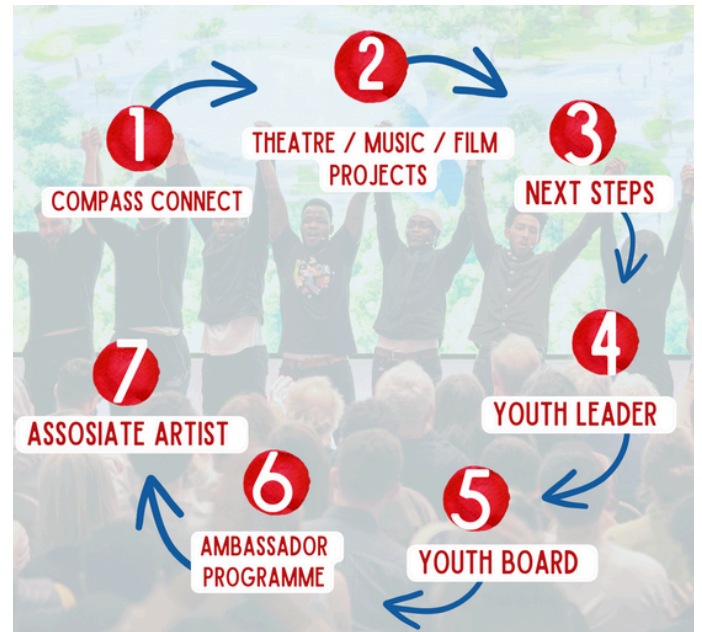 1
COMPASS CONNECT
2
THEATRE / MUSIC / FILM
PROJECTS
3
NEXT STEPS
4
YOUTH LEADER
5
YOUTH BOARD
6
AMBASSADOR
PROGRAMME
7
ASSOSIATE ARTIST